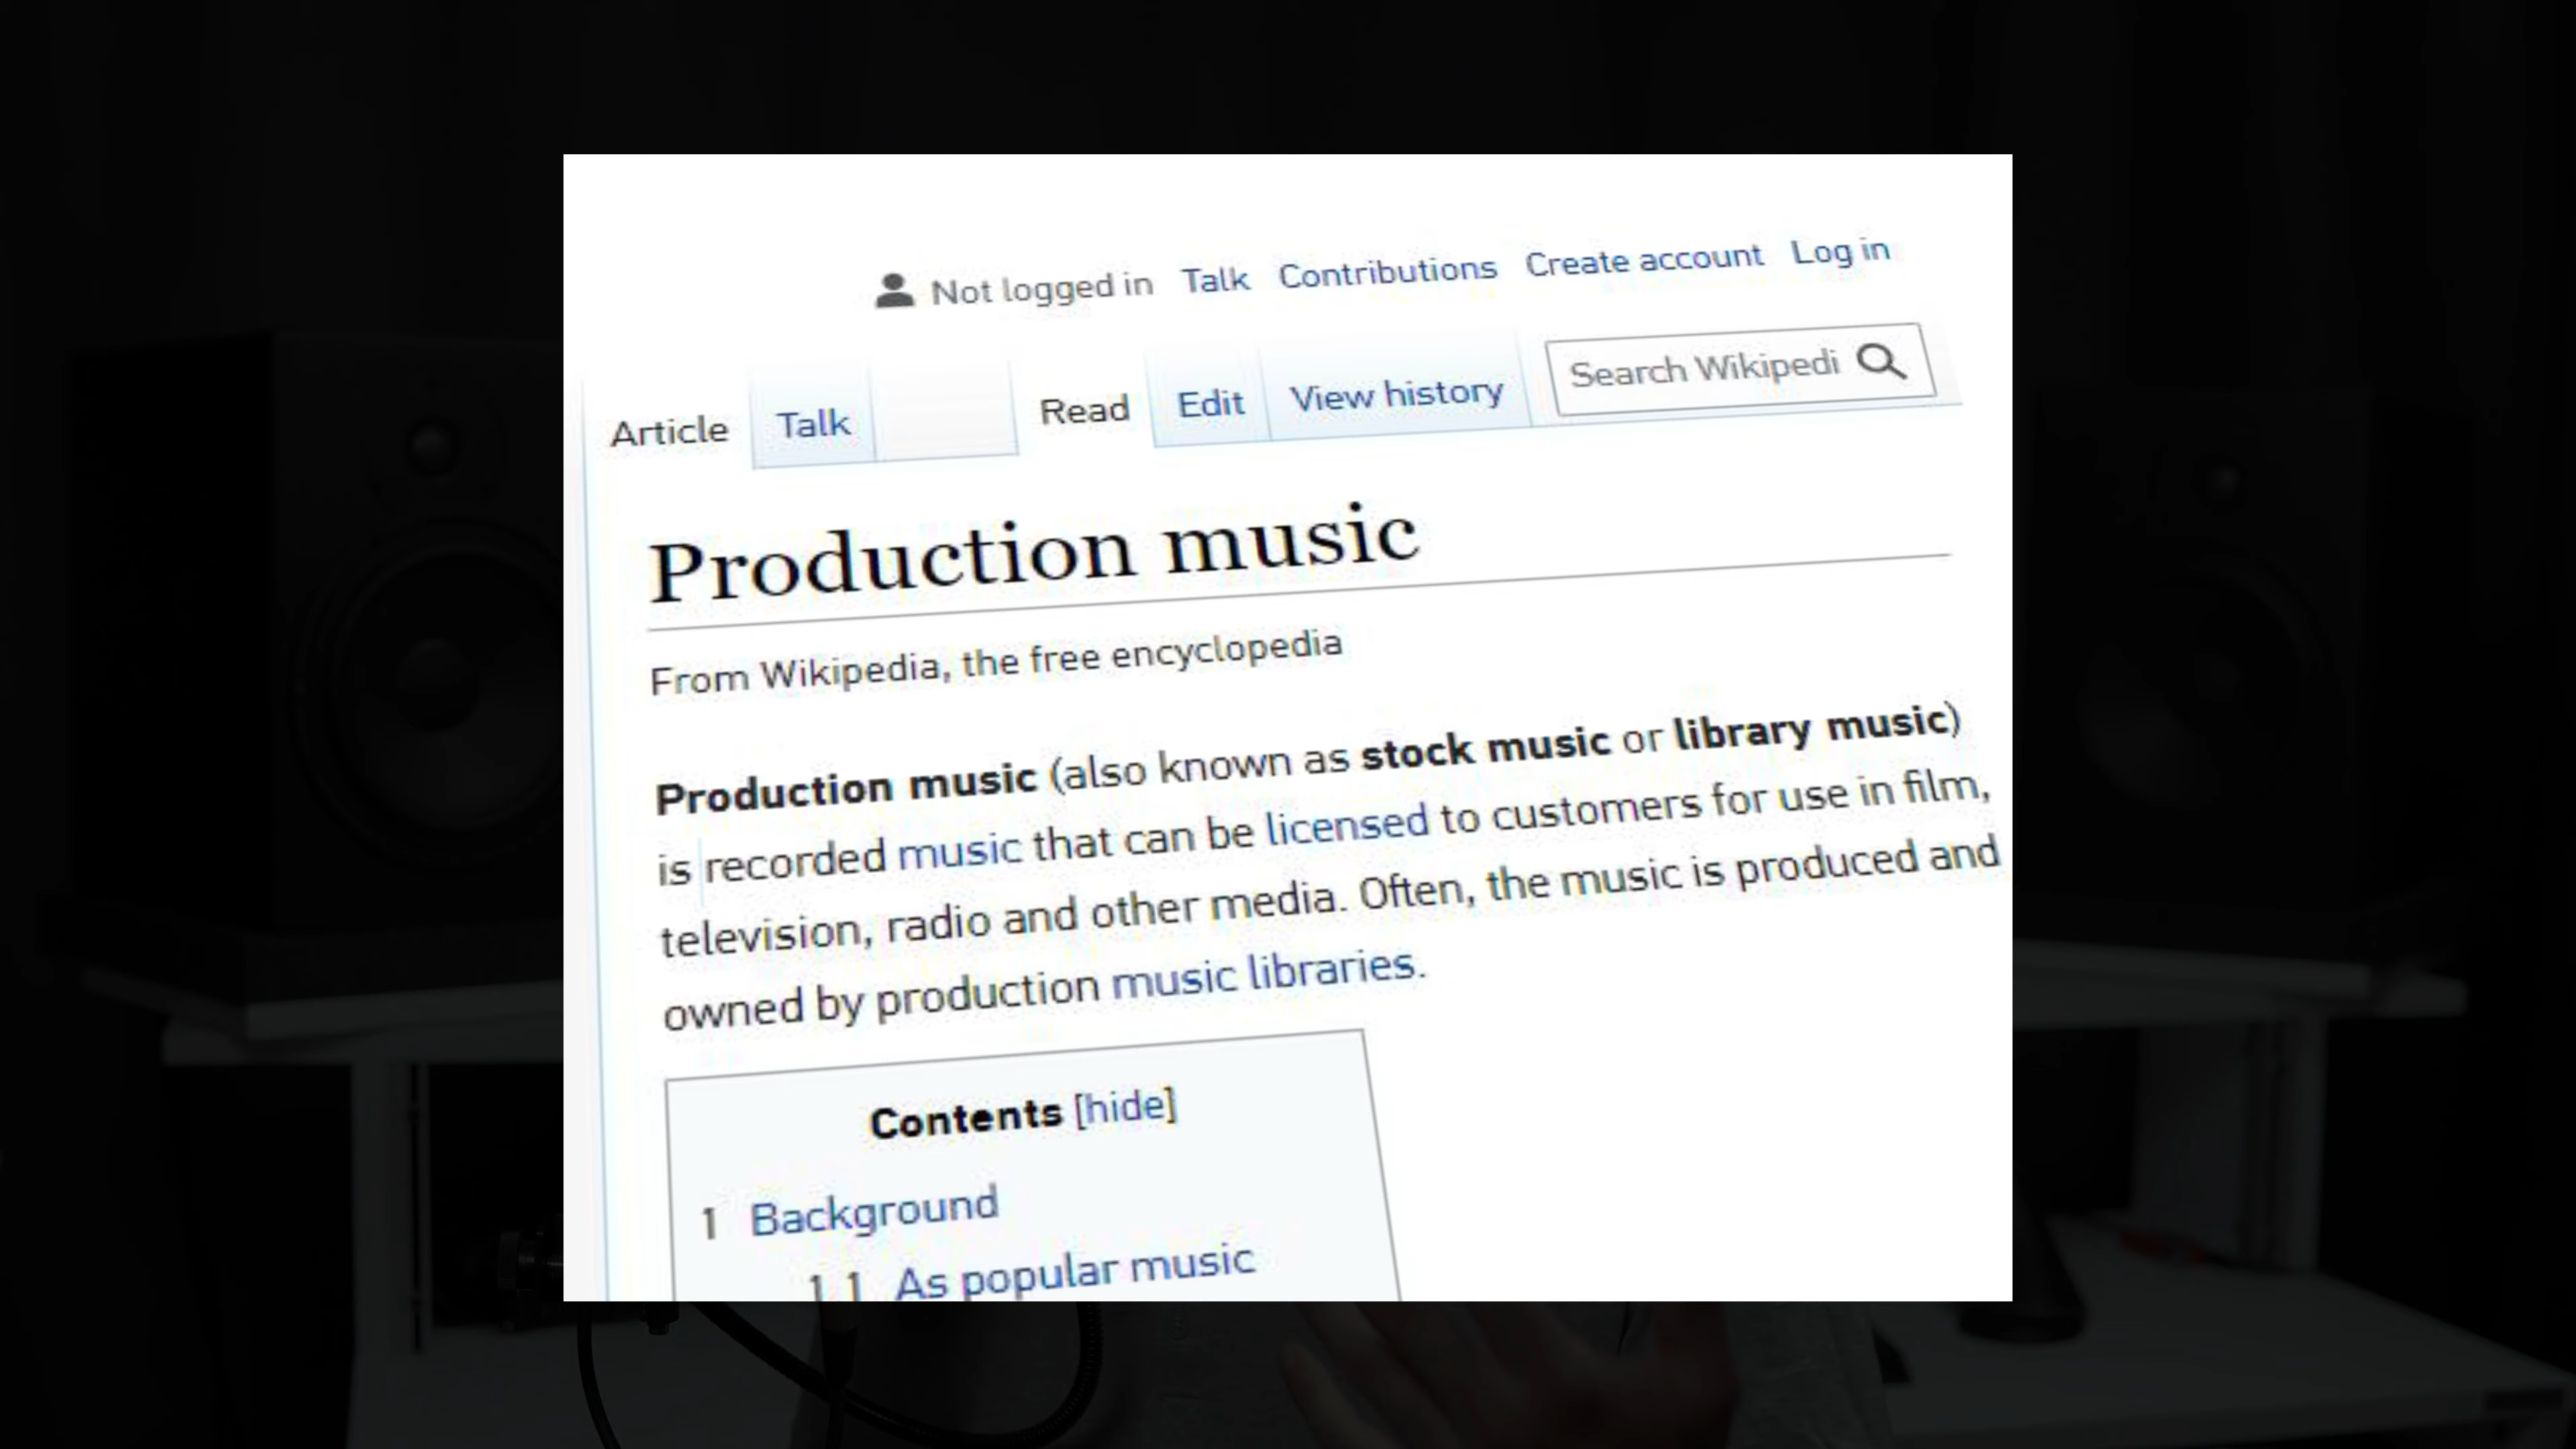 Not logged in Talk Contributions Create account Log in
Article Talk Read Edit View history Search Wikipedi
Production music
From Wikipedia, the free encyclopedia
Production music (also known as stock music or library music)
is recorded music that can be licensed to customers for use in film,
television, radio and other media. Often, the music is produced and
owned by production music libraries.
Contents [hide]
1 Background
1.1 As popular music